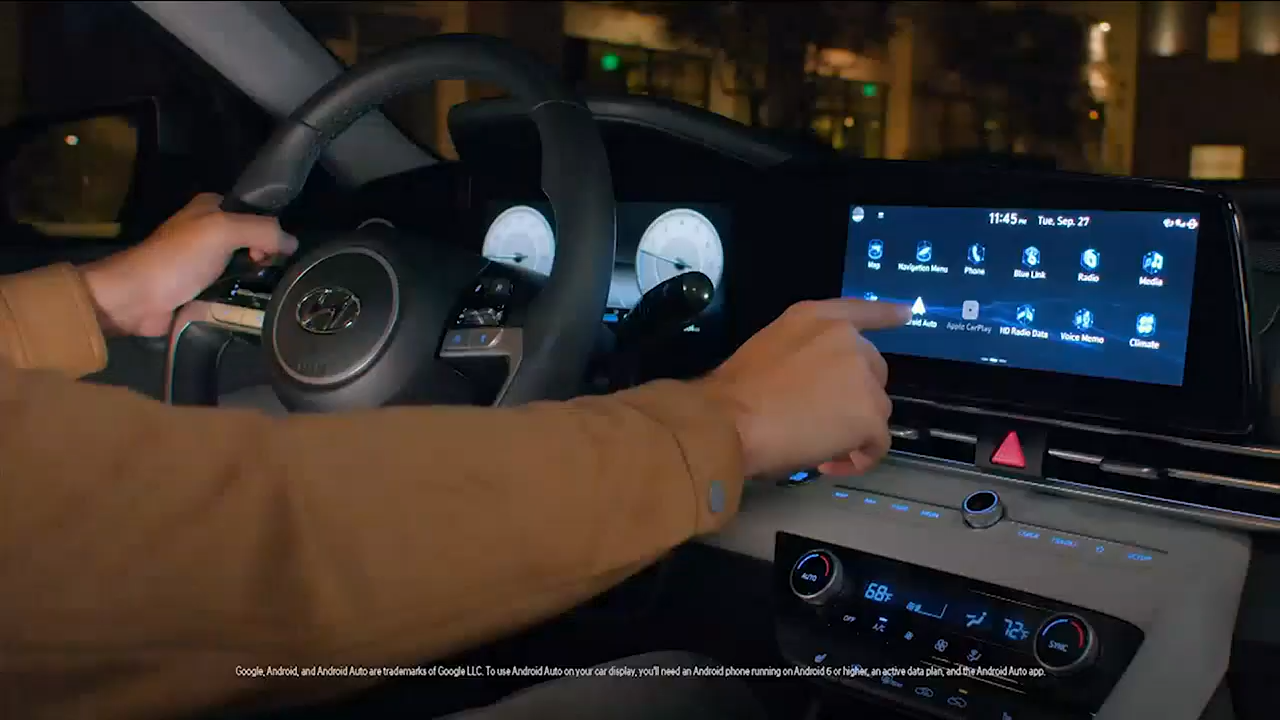 11:45 PM Tue, Sep. 27
Map Navigation Menu Phone Blue Link Radio Media
roid Auto Apple CarPlay HD Radio Data Voice Memo Climate
AUTO 68°F 72°F SYNC
OFF A/C
Google, Android, and Android Auto are trademarks of Google LLC. To use Android Auto on your car display, you'll need an Android phone running on Android 6 or higher, an active data plan, and the Android Auto app.